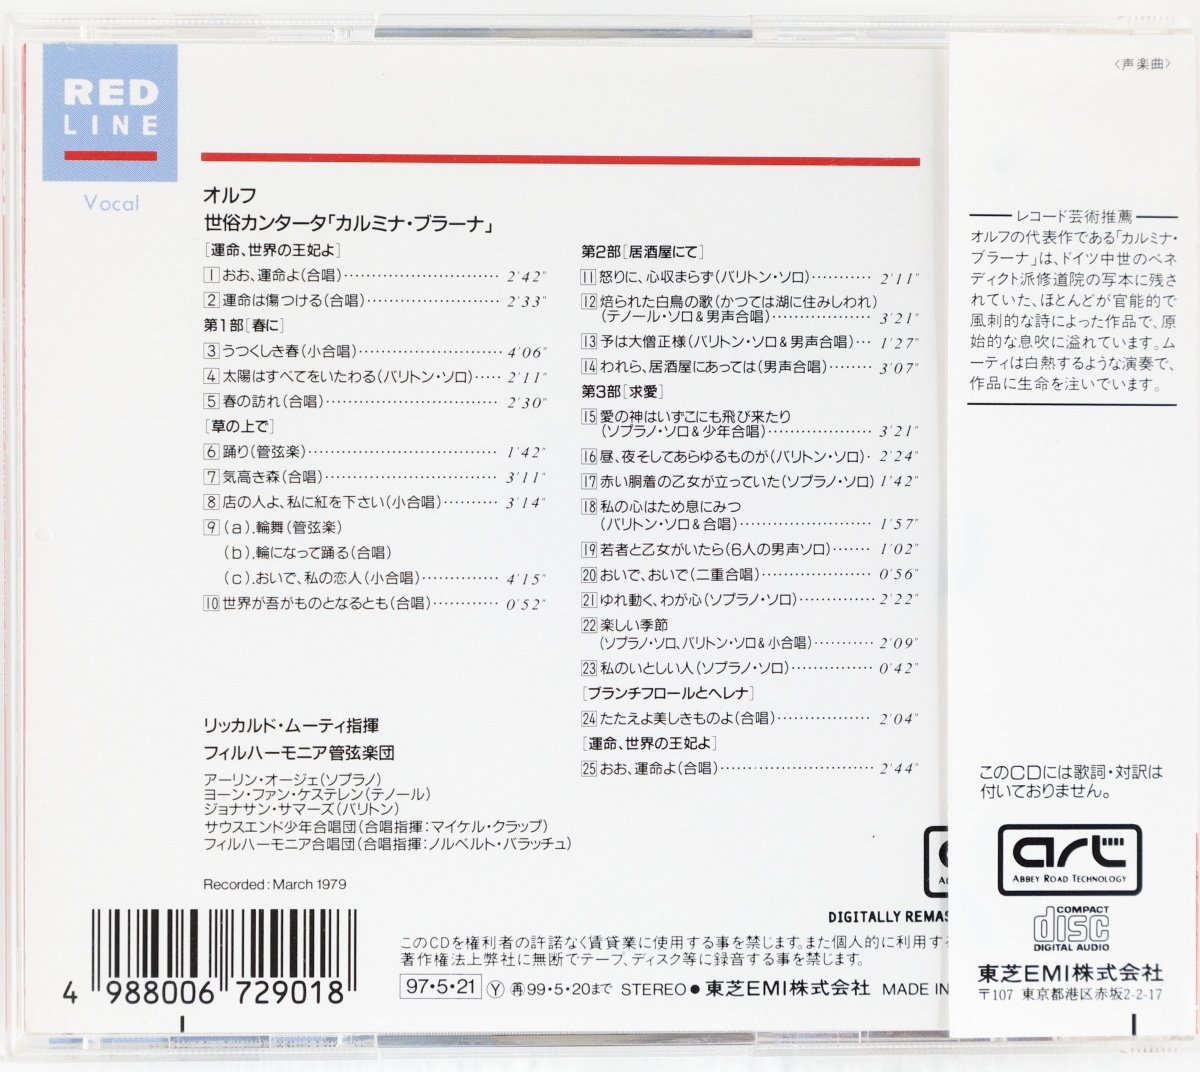 RED
LINE
Vocal
オルフ
世俗カンタータ「カルミナ・ブラーナ」
[運命、世界の王妃よ]
1 おお、運命よ(合唱)………………………… 2'42"
2 運命は傷つける(合唱)…………………… 2'33"
第1部[春に]
3 うつくしき春(小合唱)…………………… 4'06"
4 太陽はすべてをいたわる(バリトン・ソロ)…… 2'11"
5 春の訪れ(合唱)………………………… 2'30"
[草の上で]
6 踊り(管弦楽)…………………………… 1'42"
7 気高き森(合唱)………………………… 3'11"
8 店の人よ、私に紅を下さい(小合唱)………… 3'14"
9 (a).輪舞(管弦楽)
(b).輪になって踊る(合唱)
(c).おいで、私の恋人(小合唱)…………… 4'15"
10 世界が吾がものとなるとも(合唱)………… 0'52"
リッカルド・ムーティ指揮
フィルハーモニア管弦楽団
アーリン・オージェ(ソプラノ)
ヨーン・ファン・ケステレン(テノール)
ジョナサン・サマーズ(バリトン)
サウスエンド少年合唱団(合唱指揮:マイケル・クラップ)
フィルハーモニア合唱団(合唱指揮:ノルベルト・バラッチュ)
Recorded: March 1979
4 988006 729018
第2部[居酒屋にて]
11 怒りに、心収まらず(バリトン・ソロ)………… 2'11"
12 焙られた白鳥の歌(かつては湖に住みしわれ)
(テノール・ソロ&男声合唱)………………… 3'21"
13 予は大僧正様(バリトン・ソロ&男声合唱)… 1'27"
14 われら、居酒屋にあっては(男声合唱)……… 3'07"
第3部[求愛]
15 愛の神はいずこにも飛び来たり
(ソプラノ・ソロ&少年合唱)………………… 3'21"
16 昼、夜そしてあらゆるものが(バリトン・ソロ)・ 2'24"
17 赤い胴着の乙女が立っていた(ソプラノ・ソロ) 1'42"
18 私の心はため息にみつ
(バリトン・ソロ&合唱)…………………… 1'57"
19 若者と乙女がいたら(6人の男声ソロ)……… 1'02"
20 おいで、おいで(二重合唱)………………… 0'56"
21 ゆれ動く、わが心(ソプラノ・ソロ)…………… 2'22"
22 楽しい季節
(ソプラノ・ソロ、バリトン・ソロ&小合唱)………… 2'09"
23 私のいとしい人(ソプラノ・ソロ)…………… 0'42"
[ブランチフロールとヘレナ]
24 たたえよ美しきものよ(合唱)……………… 2'04"
[運命、世界の王妃よ]
25 おお、運命よ(合唱)……………………… 2'44"
DIGITALLY REMAS
このCDを権利者の許諾なく賃貸業に使用する事を禁じます。また個人的に利用す
著作権法上弊社に無断でテープ、ディスク等に録音する事を禁じます。
97・5・21 Ⓨ 再99・5・20まで STEREO ● 東芝EMI株式会社 MADE IN
〈声楽曲〉
レコード芸術推薦
オルフの代表作である「カルミナ・
ブラーナ」は、ドイツ中世のベネ
ディクト派修道院の写本に残さ
れていた、ほとんどが官能的で
風刺的な詩によった作品で、原
始的な息吹に溢れています。ム
ーティは白熱するような演奏で、
作品に生命を注いでいます。
このCDには歌詞・対訳は
付いておりません。
art
ABBEY ROAD TECHNOLOGY
COMPACT
disc
DIGITAL AUDIO
東芝EMI株式会社
〒107 東京都港区赤坂2-2-17